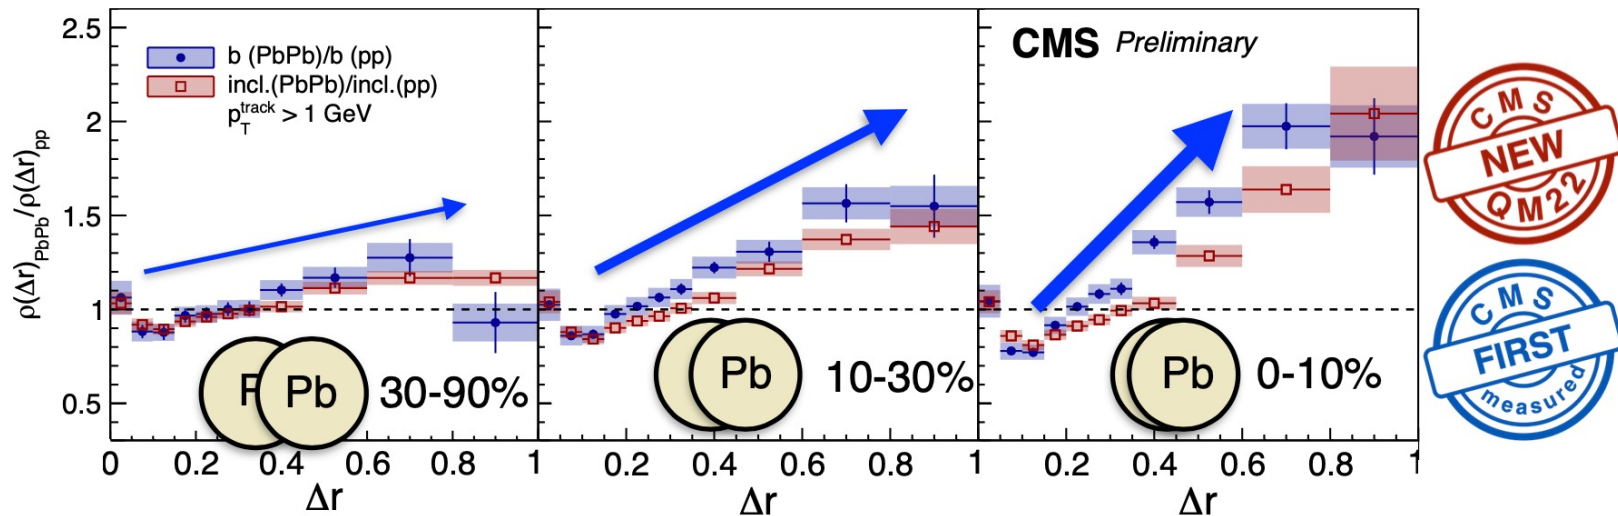 2.5
2
1.5
1
0.5
ρ(Δr)PbPb/ρ(Δr)pp
b (PbPb)/b (pp)
incl.(PbPb)/incl.(pp)
pTtrack > 1 GeV
Pb
30-90%
0 0.2 0.4 0.6 0.8 1
Δr
Pb
10-30%
0.2 0.4 0.6 0.8 1
Δr
CMS Preliminary
Pb
0-10%
0.2 0.4 0.6 0.8 1
Δr
CMS
NEW
QM22
CMS
FIRST
measured